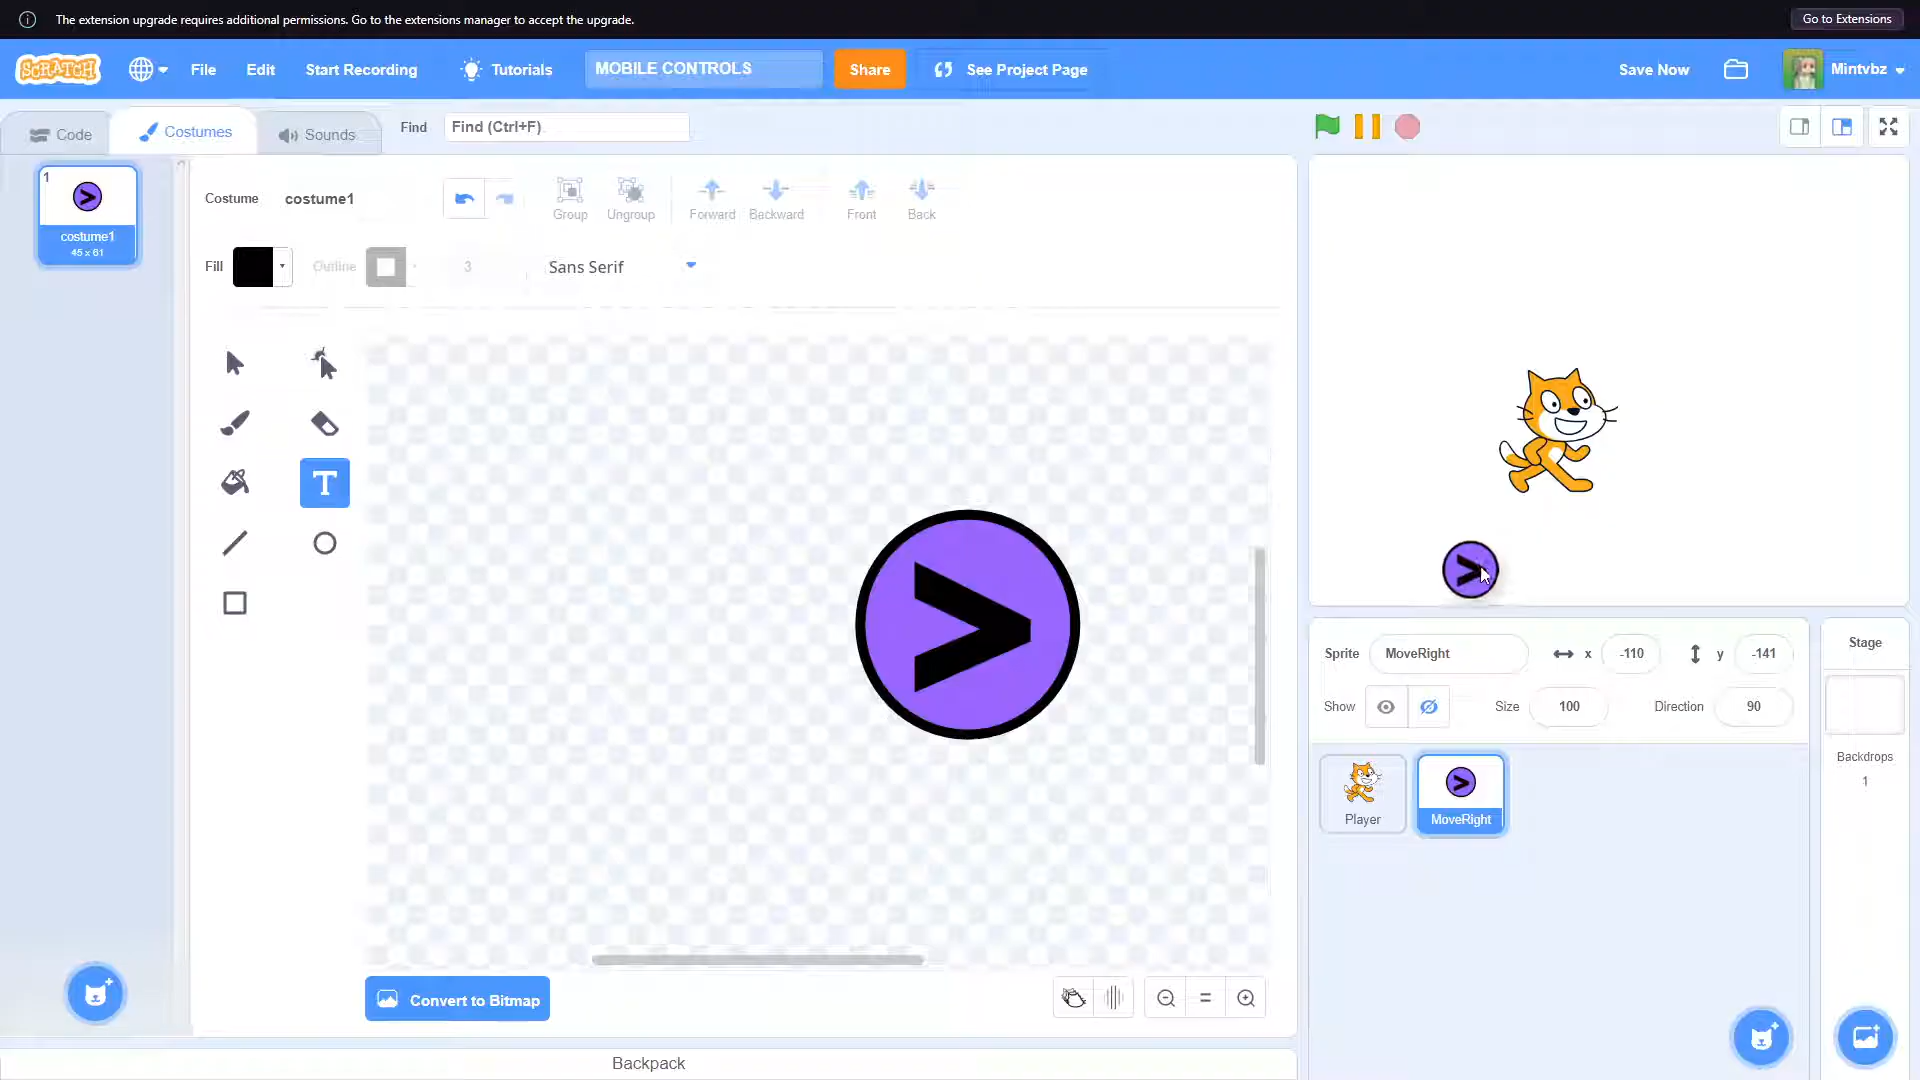 The extension upgrade requires additional permissions. Go to the extensions manager to accept the upgrade.
Go to Extensions
SCRATCH
File
Edit
Start Recording
Tutorials
MOBILE CONTROLS
Share
See Project Page
Save Now
Mintvbz
Code
Costumes
Sounds
Find
Find (Ctrl+F)
1
costume1
45 x 61
Costume
costume1
Group
Ungroup
Forward
Backward
Front
Back
Fill
Outline
3
Sans Serif
T
>
>
Convert to Bitmap
Backpack
Sprite
MoveRight
x
-110
y
-141
Show
Size
100
Direction
90
Player
MoveRight
Stage
Backdrops
1